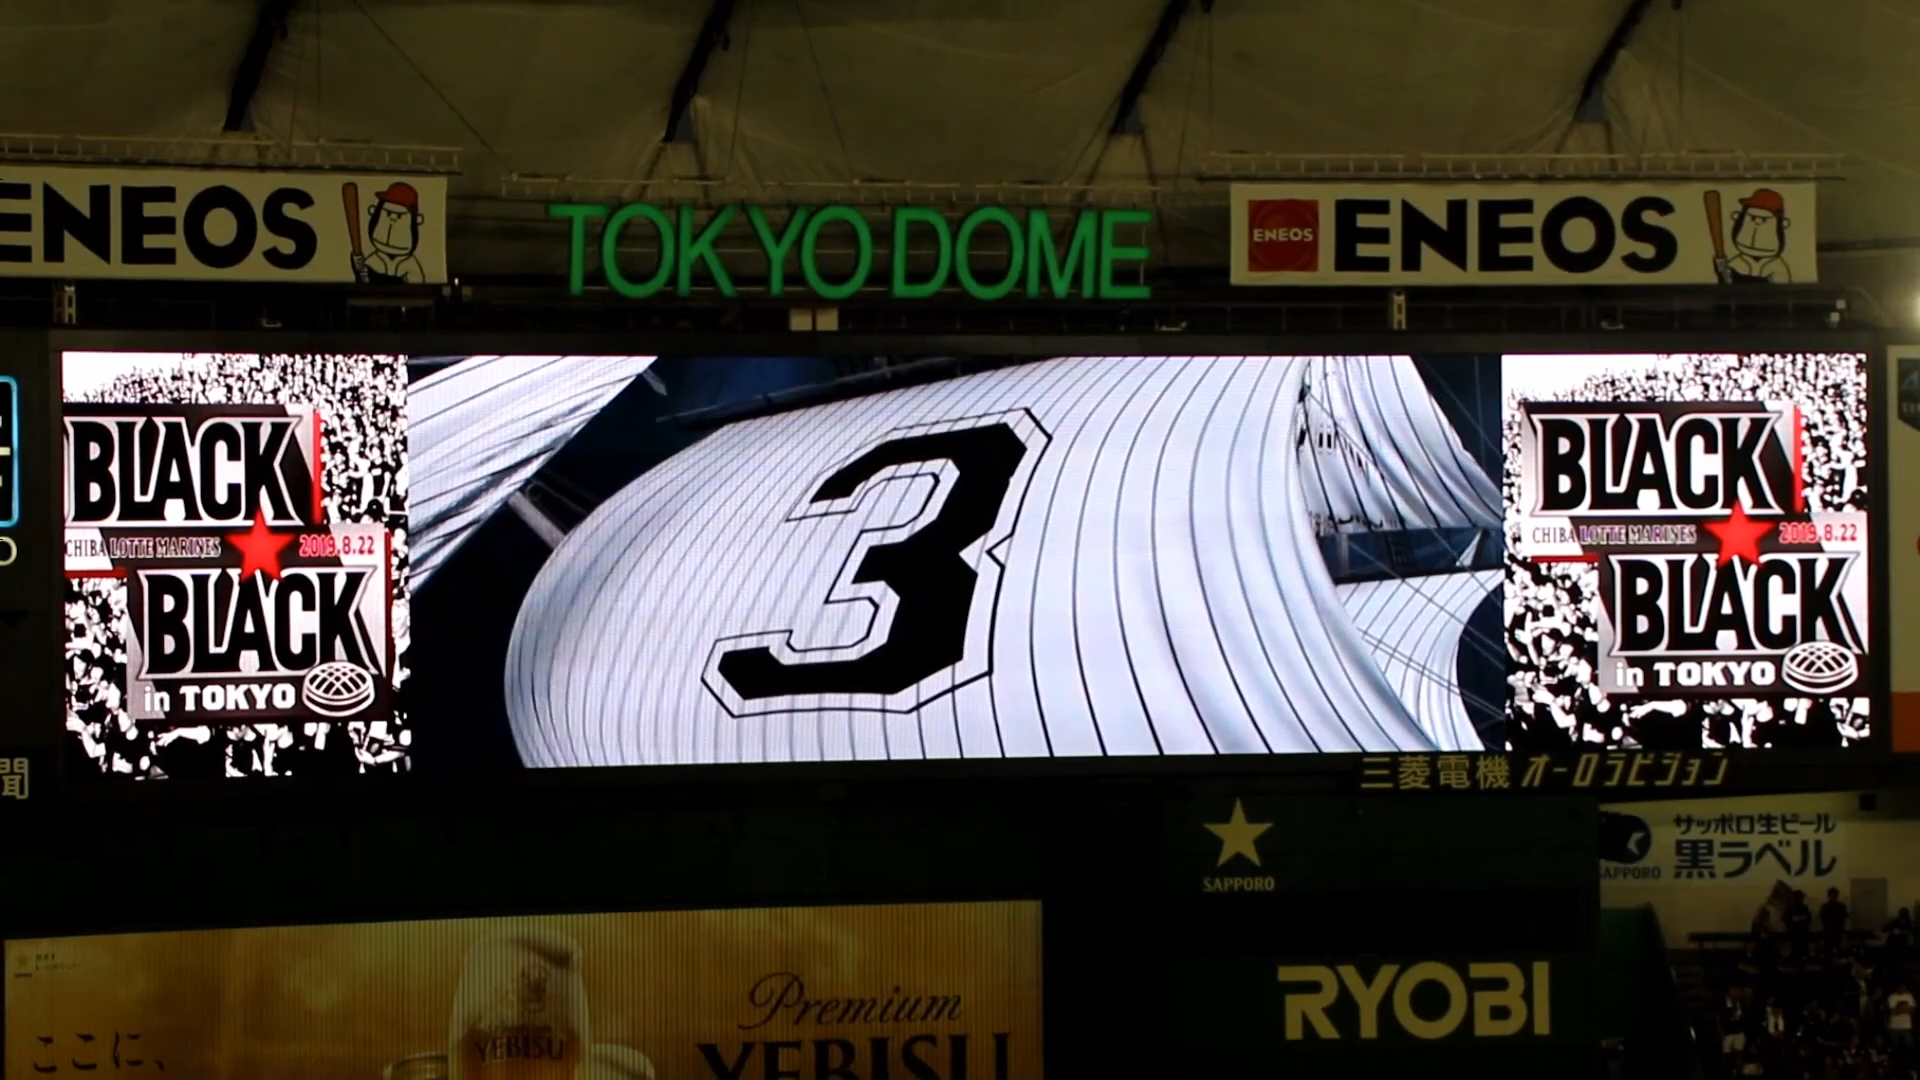 ENEOS
TOKYO DOME
ENEOS
ENEOS
BLACK
CHIBA LOTTE MARINES
2019.8.22
BLACK
in TOKYO
3
BLACK
CHIBA LOTTE MARINES
2019.8.22
BLACK
in TOKYO
聞
三菱電機 オーロラビジョン
SAPPORO
SAPPORO
サッポロ生ビール
黒ラベル
ここに、
YEBISU
Premium
YEBISU
RYOBI